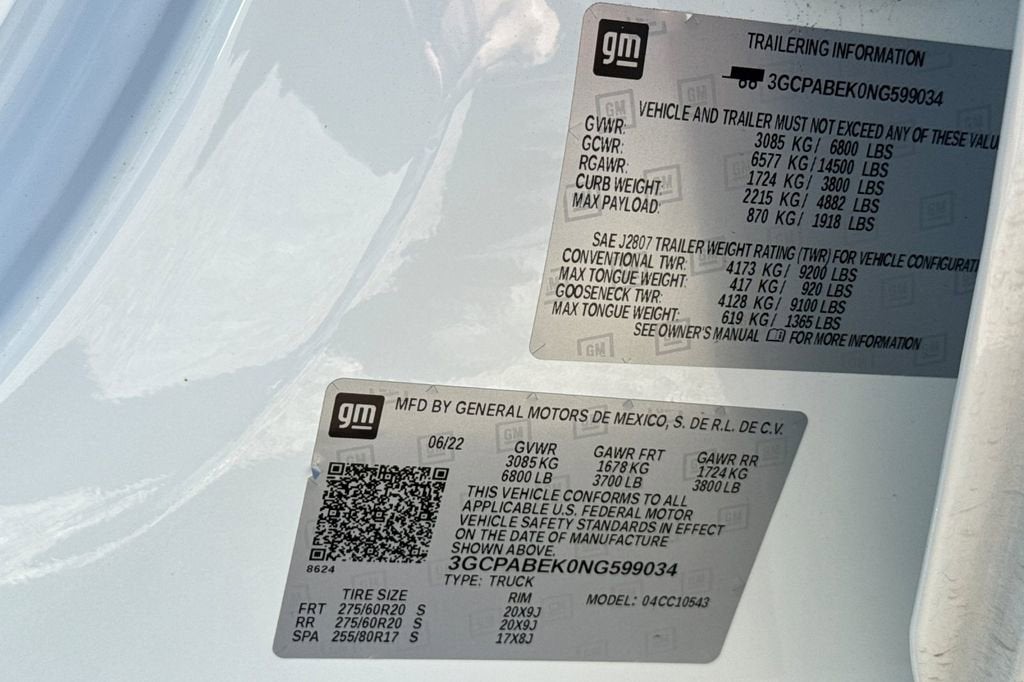 gm
TRAILERING INFORMATION
3GCPABEK0NG599034
VEHICLE AND TRAILER MUST NOT EXCEED ANY OF THESE VALU
GVWR: 3085 KG/ 6800 LBS
GCWR: 6577 KG/ 14500 LBS
RGAWR: 1724 KG/ 3800 LBS
CURB WEIGHT: 2215 KG/ 4882 LBS
MAX PAYLOAD: 870 KG/ 1918 LBS
SAE J2807 TRAILER WEIGHT RATING (TWR) FOR VEHICLE CONFIGURATI
CONVENTIONAL TWR: 4173 KG/ 9200 LBS
MAX TONGUE WEIGHT: 417 KG/ 920 LBS
GOOSENECK TWR: 4128 KG/ 9100 LBS
MAX TONGUE WEIGHT: 619 KG/ 1365 LBS
SEE OWNER'S MANUAL FOR MORE INFORMATION
gm
MFD BY GENERAL MOTORS DE MEXICO, S. DE R.L. DE C.V.
06/22 GVWR GAWR FRT GAWR RR
3085 KG 1678 KG 1724 KG
6800 LB 3700 LB 3800 LB
THIS VEHICLE CONFORMS TO ALL
APPLICABLE U.S. FEDERAL MOTOR
VEHICLE SAFETY STANDARDS IN EFFECT
ON THE DATE OF MANUFACTURE
SHOWN ABOVE.
8624
3GCPABEK0NG599034
TYPE: TRUCK
TIRE SIZE RIM MODEL: 04CC10543
FRT 275/60R20 S 20X9J
RR 275/60R20 S 20X9J
SPA 255/80R17 S 17X8J